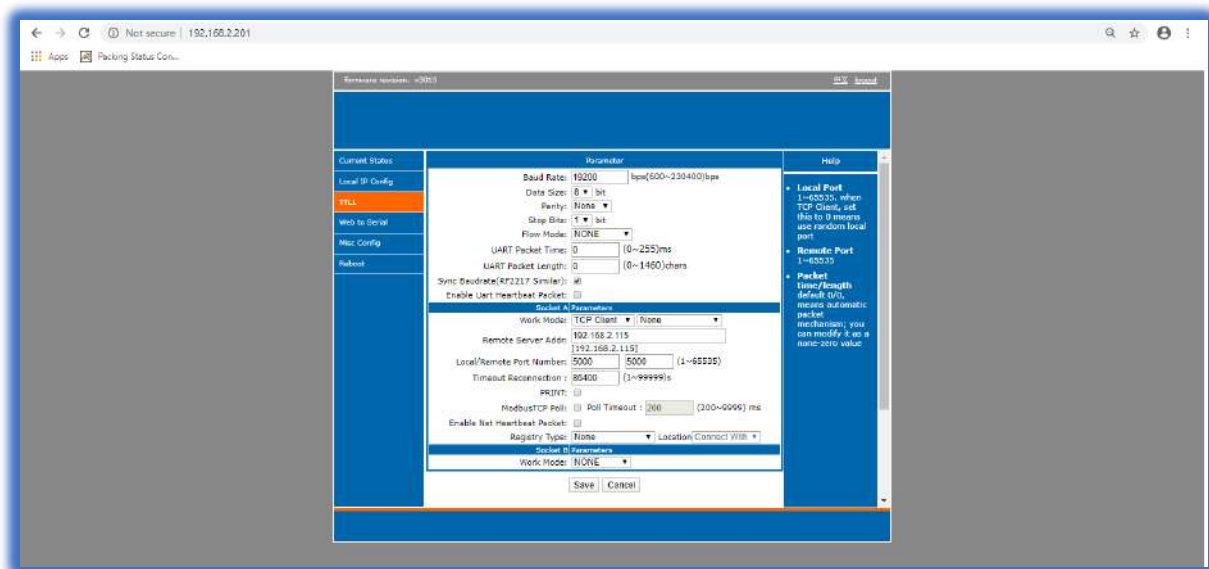 Not secure | 192.168.2.201
Apps Packing Status Con...
firmware revision:
中文
Current Status
Local IP Config
TTL1
Web to Serial
Misc Config
Reboot
Parameter
Baud Rate: 19200 bps(600~230400)bps
Data Size: 8 bit
Parity: None
Stop Bits: 1 bit
Flow Mode: NONE
UART Packet Time: 0 (0~255)ms
UART Packet Length: 0 (0~1460)chars
Sync Baudrate(RF2217 Similar):
Enable Uart Heartbeat Packet:
Socket A Parameters
Work Mode: TCP Client None
Remote Server Addr: 192.168.2.115
[192.168.2.115]
Local/Remote Port Number: 5000 5000 (1~65535)
Timeout Reconnection : 86400 (1~99999)s
PRINT:
ModbusTCP Poll: Poll Timeout : 200 (200~9999) ms
Enable Net Heartbeat Packet:
Registry Type: None Location Connect With
Socket B Parameters
Work Mode: NONE
Save Cancel
Help
• Local Port
1~65535. when
TCP Client, set
this to 0 means
use random local
port
• Remote Port
1~65535
• Packet
time/length
default 0/0,
means automatic
packet
mechanism; you
can modify it as a
none-zero value